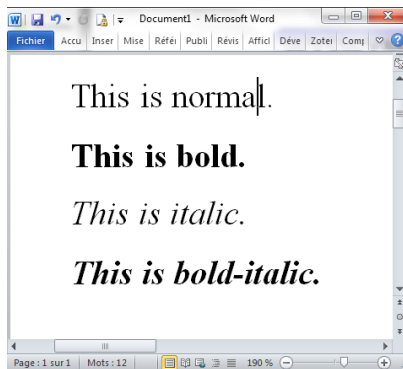 Document1 - Microsoft Word
Fichier Accu Inser Mise Référ Publi Révis Affich Déve Zoter Comp
This is normal.
This is bold.
This is italic.
This is bold-italic.
Page : 1 sur 1 Mots : 12 190 %